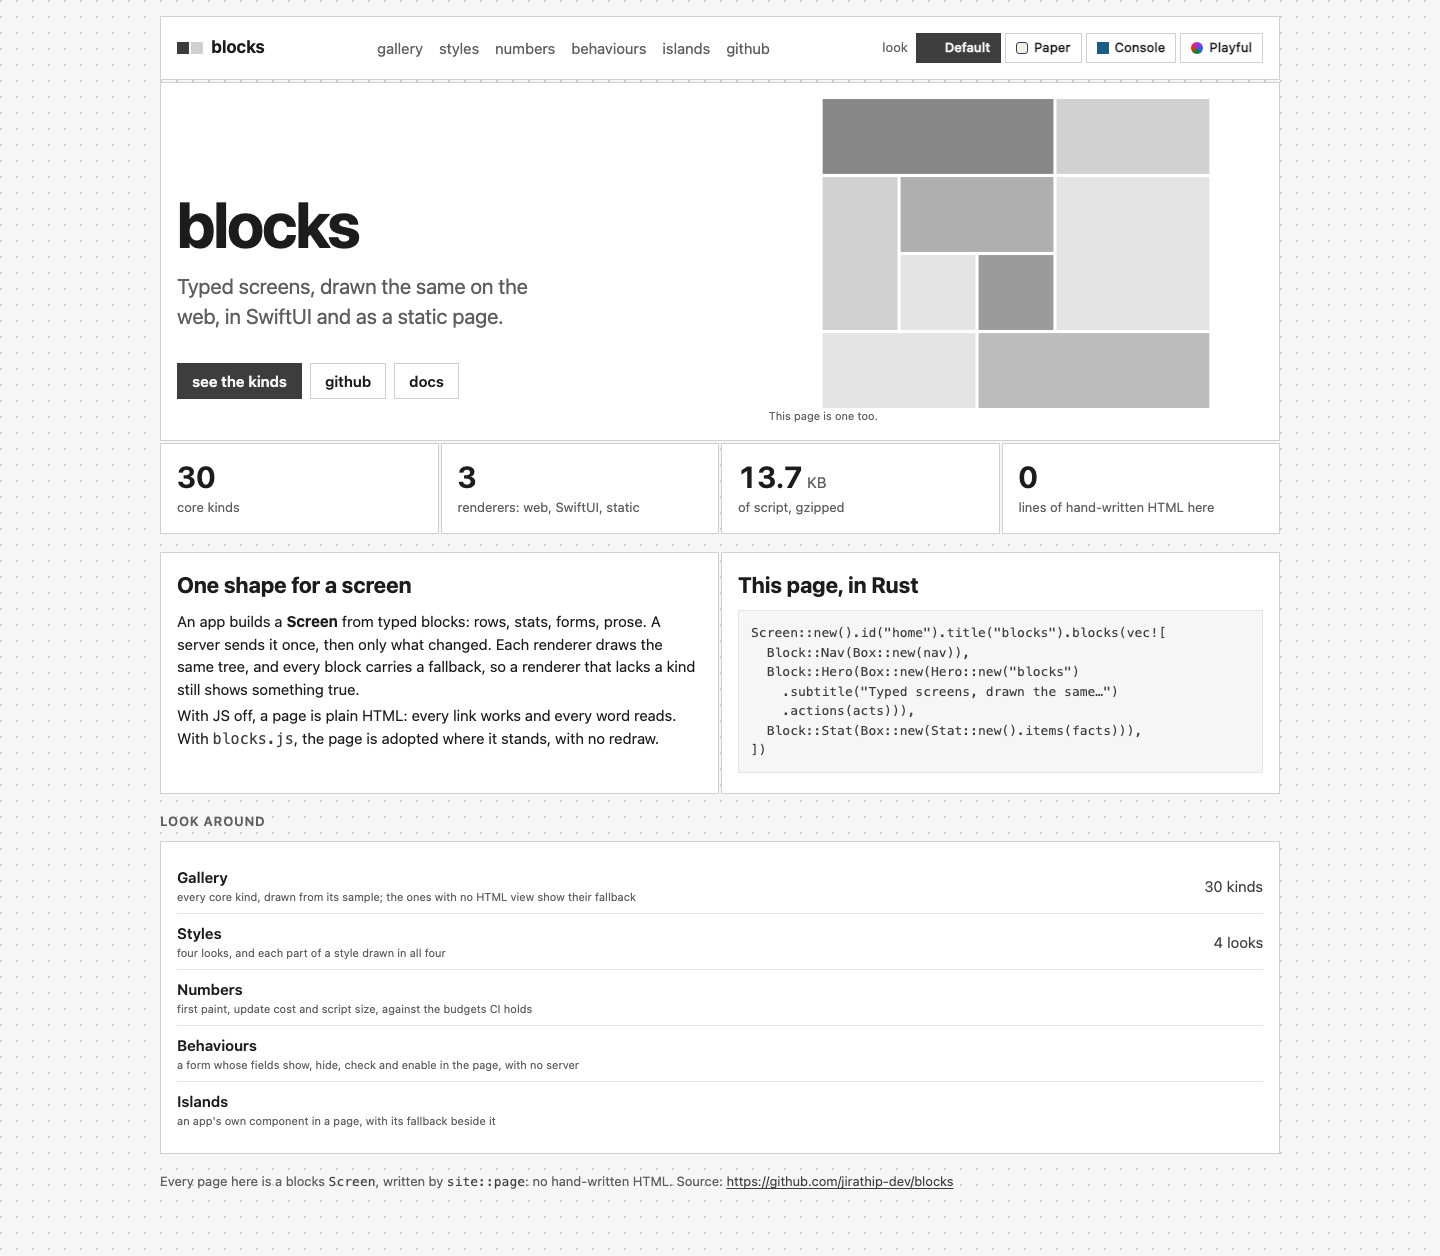 blocks
gallery styles numbers behaviours islands github
look Default Paper Console Playful
blocks
Typed screens, drawn the same on the
web, in SwiftUI and as a static page.
see the kinds github docs
This page is one too.
30
core kinds
3
renderers: web, SwiftUI, static
13.7 KB
of script, gzipped
0
lines of hand-written HTML here
One shape for a screen
An app builds a Screen from typed blocks: rows, stats, forms, prose. A
server sends it once, then only what changed. Each renderer draws the
same tree, and every block carries a fallback, so a renderer that lacks a kind
still shows something true.
With JS off, a page is plain HTML: every link works and every word reads.
With blocks.js, the page is adopted where it stands, with no redraw.
This page, in Rust
Screen::new().id("home").title("blocks").blocks(vec![
  Block::Nav(Box::new(nav)),
  Block::Hero(Box::new(Hero::new("blocks")
    .subtitle("Typed screens, drawn the same…")
    .actions(acts))),
  Block::Stat(Box::new(Stat::new().items(facts))),
])
LOOK AROUND
Gallery
every core kind, drawn from its sample; the ones with no HTML view show their fallback
30 kinds
Styles
four looks, and each part of a style drawn in all four
4 looks
Numbers
first paint, update cost and script size, against the budgets CI holds
Behaviours
a form whose fields show, hide, check and enable in the page, with no server
Islands
an app's own component in a page, with its fallback beside it
Every page here is a blocks Screen, written by site::page: no hand-written HTML. Source: https://github.com/jirathip-dev/blocks